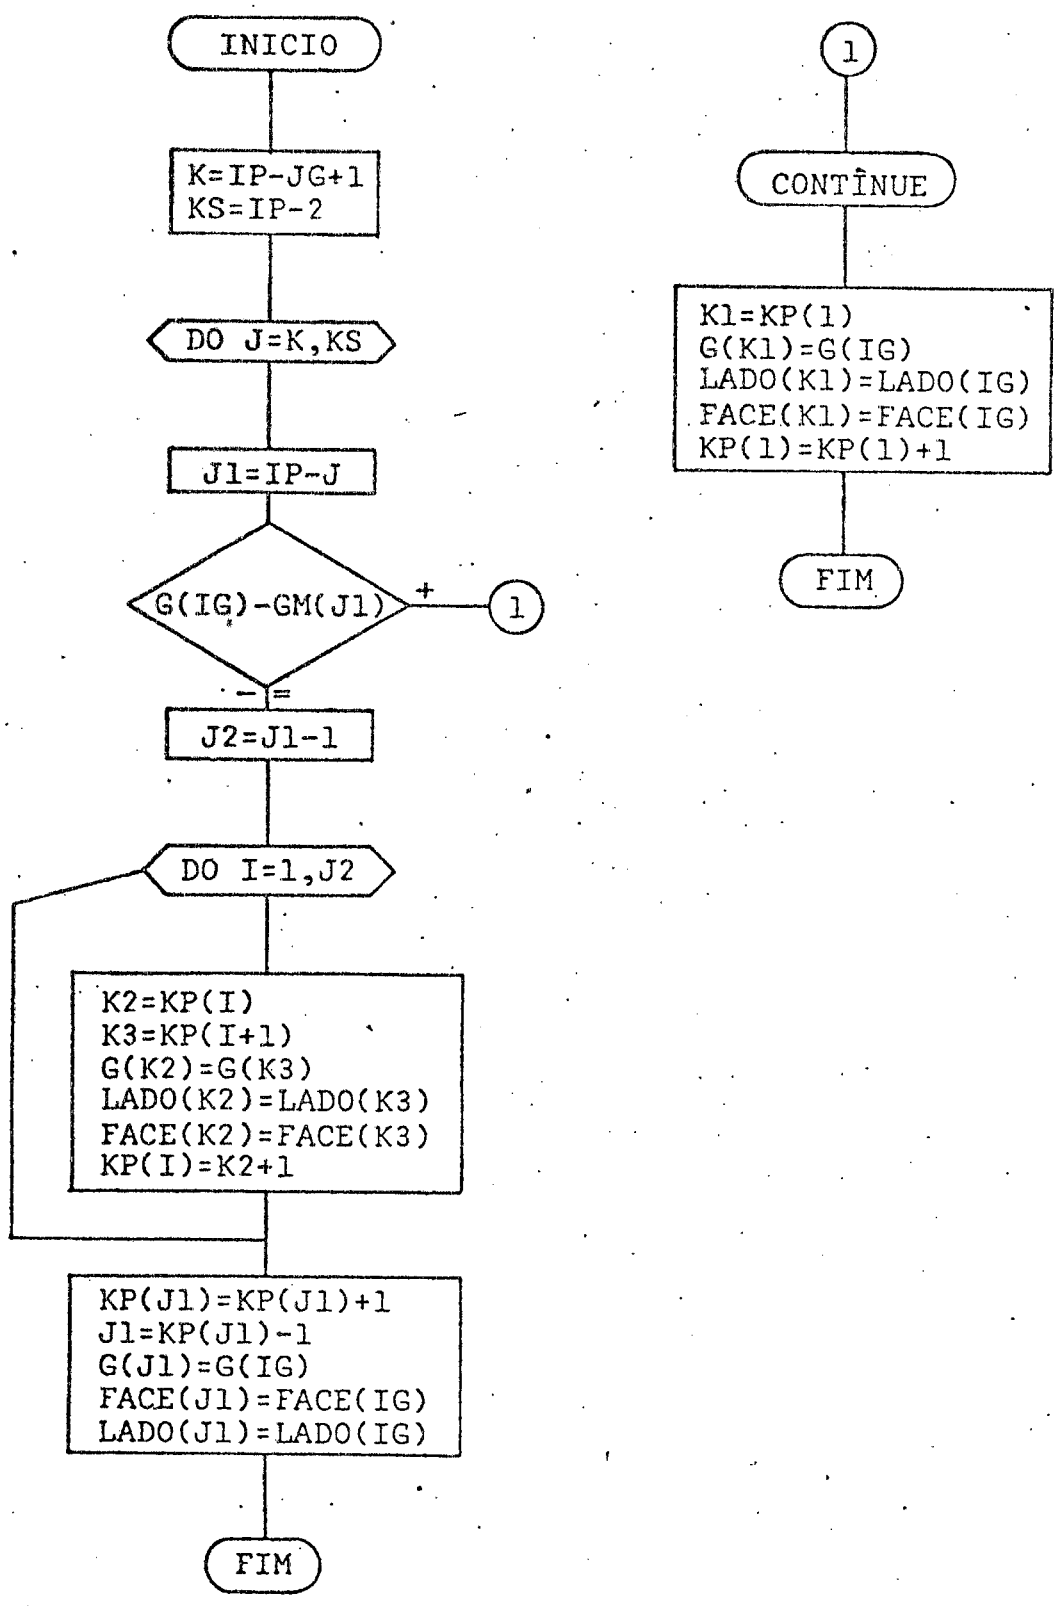 INICIO
K=IP-JG+1
KS=IP-2
DO J=K,KS
J1=IP-J
G(IG)-GM(J1)
+
1
- =
J2=J1-1
DO I=1,J2
K2=KP(I)
K3=KP(I+1)
G(K2)=G(K3)
LADO(K2)=LADO(K3)
FACE(K2)=FACE(K3)
KP(I)=K2+1
KP(J1)=KP(J1)+1
J1=KP(J1)-1
G(J1)=G(IG)
FACE(J1)=FACE(IG)
LADO(J1)=LADO(IG)
FIM
1
CONTÎNUE
K1=KP(1)
G(K1)=G(IG)
LADO(K1)=LADO(IG)
FACE(K1)=FACE(IG)
KP(1)=KP(1)+1
FIM